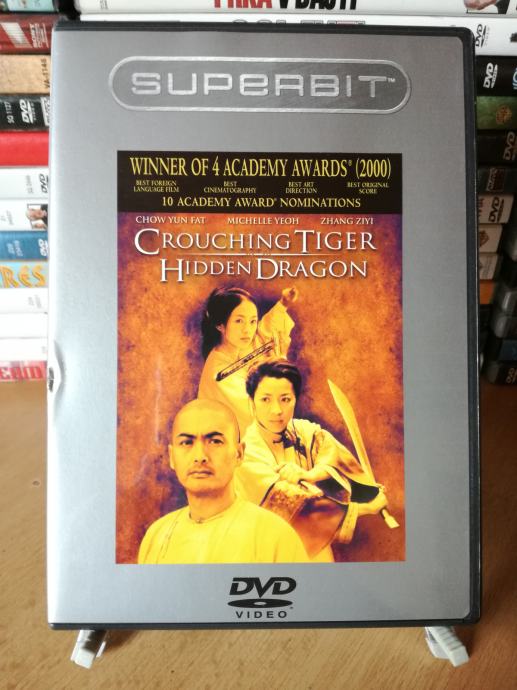 SUPERBIT™
WINNER OF 4 ACADEMY AWARDS® (2000)
BEST FOREIGN LANGUAGE FILM
BEST CINEMATOGRAPHY
BEST ART DIRECTION
BEST ORIGINAL SCORE
10 ACADEMY AWARD® NOMINATIONS
CHOW YUN FAT MICHELLE YEOH ZHANG ZIYI
CROUCHING TIGER
HIDDEN DRAGON
DVD
VIDEO